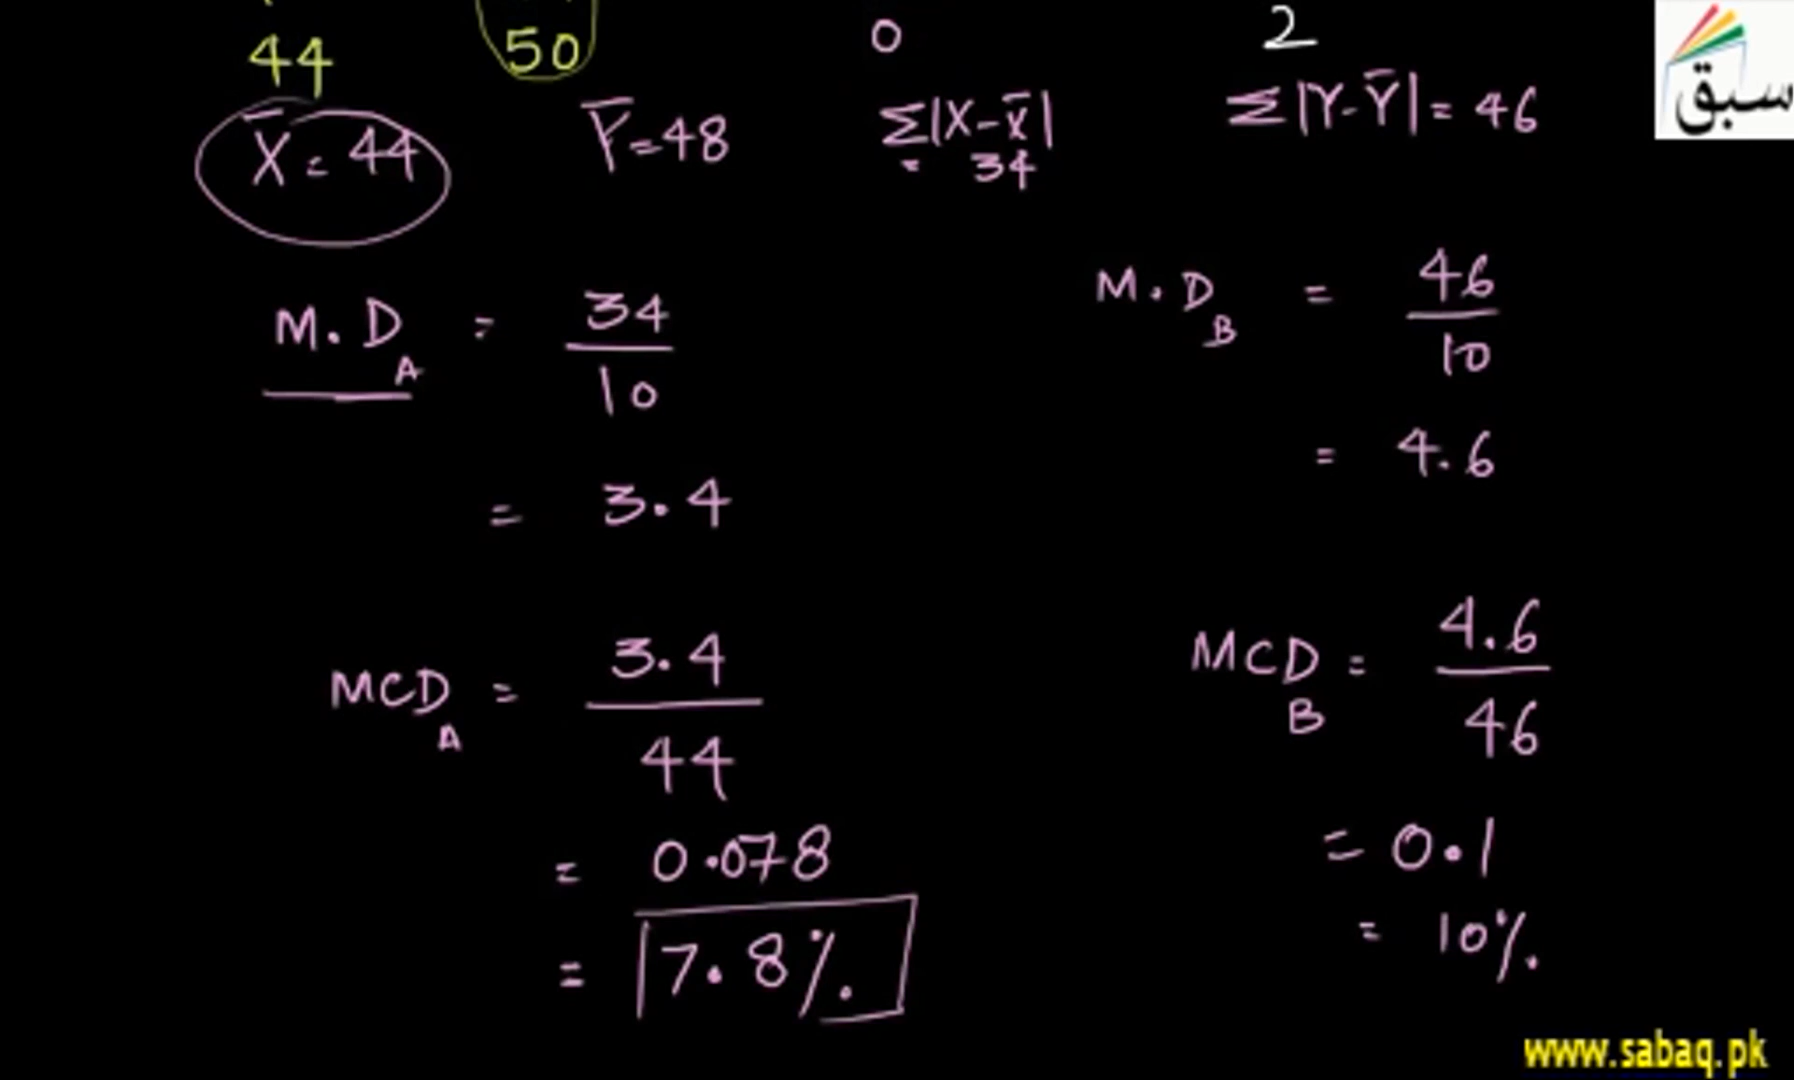 44 50 0 2
سبق
X̄ = 44 Ȳ = 48 Σ|X-X̄| Σ|Y-Ȳ| = 46
= 34
M.D_A = 34/10 M.D_B = 46/10
= 3.4 = 4.6
MCD_A = 3.4/44 MCD_B = 4.6/46
= 0.078 = 0.1
= 7.8% = 10%
www.sabaq.pk